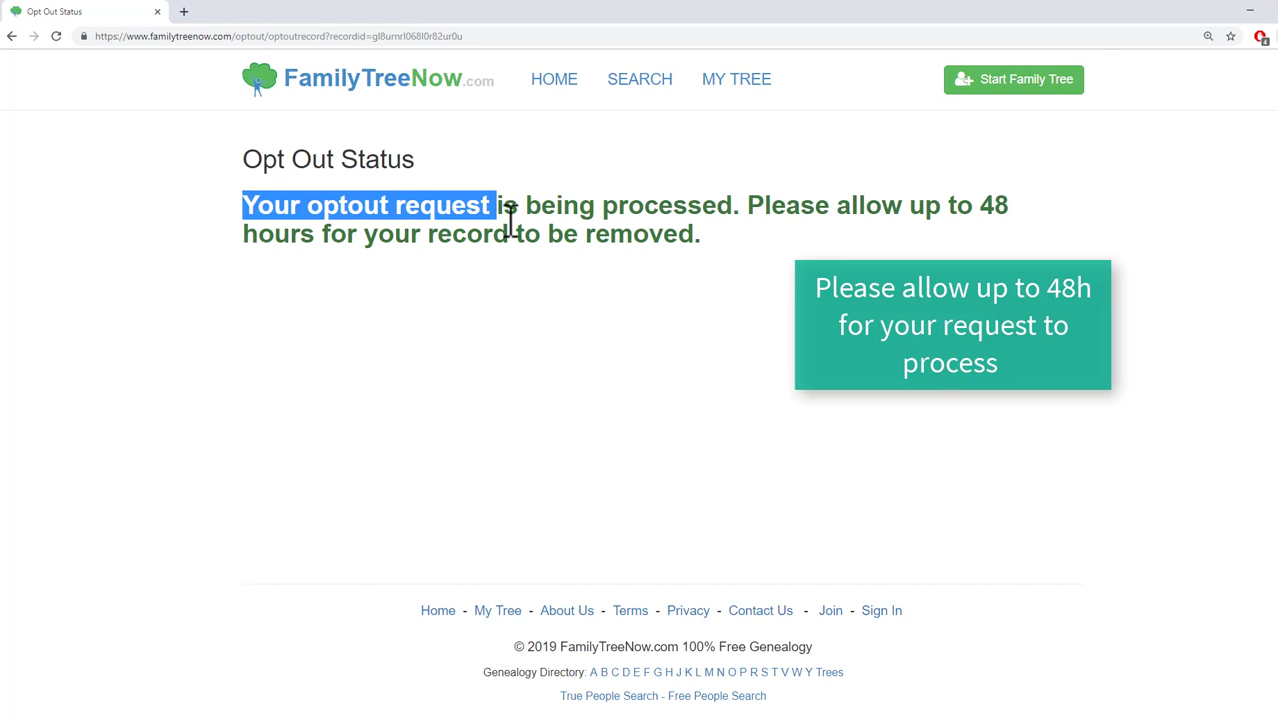 Opt Out Status
https://www.familytreenow.com/optout/optoutrecord?recordid=gl8urnrl068l0r82ur0u
4
FamilyTreeNow.com HOME SEARCH MY TREE Start Family Tree
Opt Out Status
Your optout request is being processed. Please allow up to 48
hours for your record to be removed.
Please allow up to 48h
for your request to
process
Home - My Tree - About Us - Terms - Privacy - Contact Us - Join - Sign In
© 2019 FamilyTreeNow.com 100% Free Genealogy
Genealogy Directory: A B C D E F G H J K L M N O P R S T V W Y Trees
True People Search - Free People Search